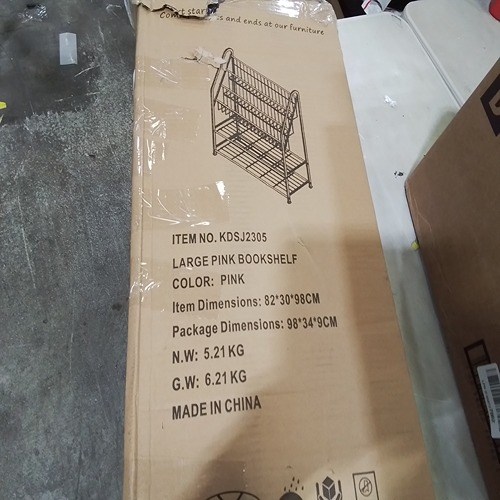 and ends at our furniture
ITEM NO. KDSJ2305
LARGE PINK BOOKSHELF
COLOR: PINK
Item Dimensions: 82*30*98CM
Package Dimensions: 98*34*9CM
N.W: 5.21 KG
G.W: 6.21 KG
MADE IN CHINA